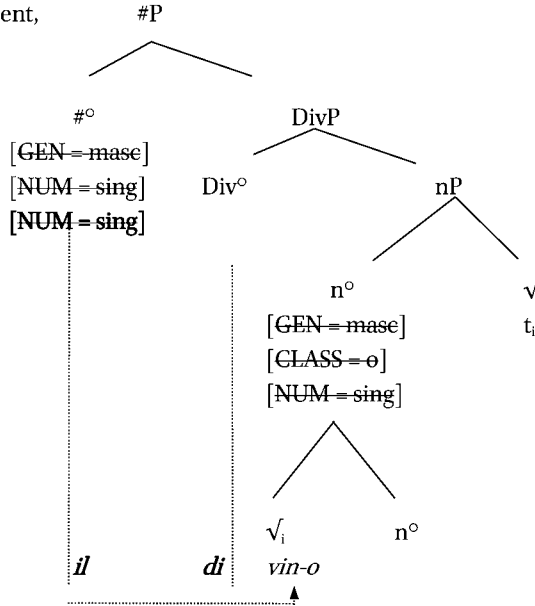 ent, #P
#° DivP
[GEN = masc]
[NUM = sing] Div° nP
[NUM = sing]
n° √
[GEN = masc] tᵢ
[CLASS = o]
[NUM = sing]
√ᵢ n°
il di vin-o